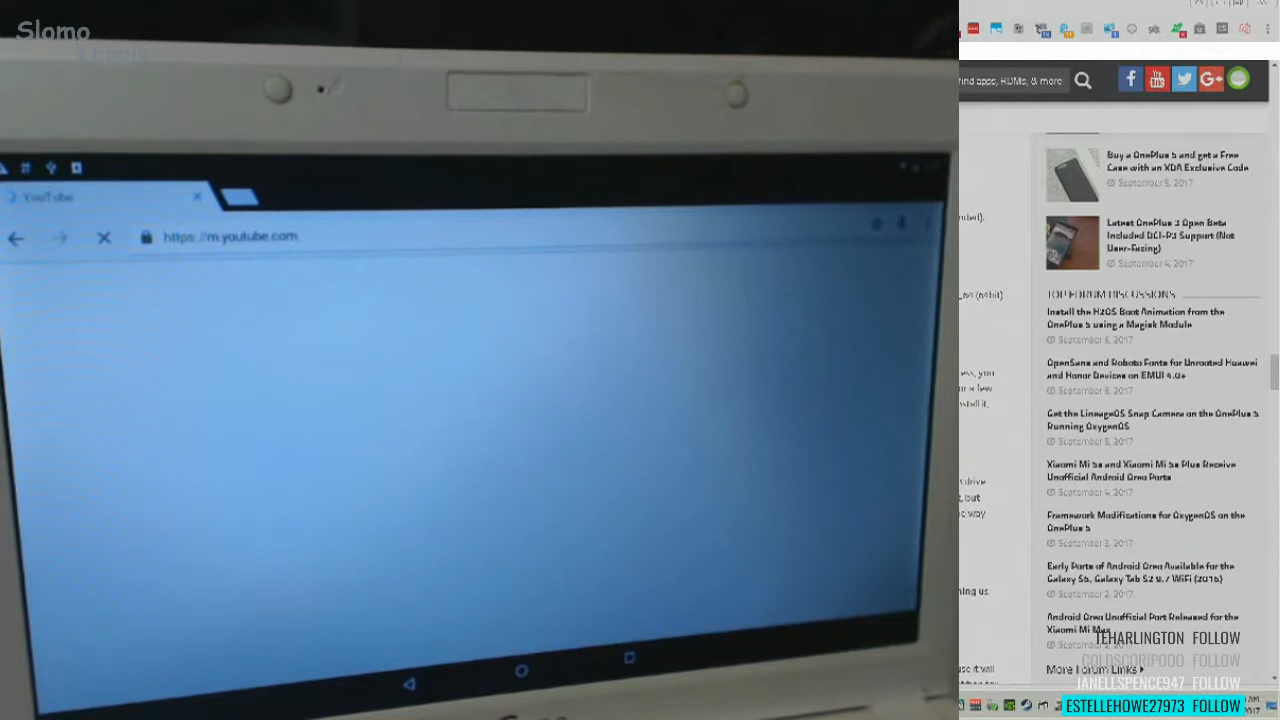 Slomo
YouTube
https://m.youtube.com
find apps, ROMs, & more
Buy a OnePlus 5 and get a Free
Case with an XDA Exclusive Code
September 5, 2017
Latest OnePlus 3 Open Beta
Included DCI-P3 Support (Not
User-Facing)
September 4, 2017
TOP FORUM DISCUSSIONS
Install the H2OS Boot Animation from the
OnePlus 5 using a Magisk Module
September 6, 2017
OpenSans and Roboto Fonts for Unrooted Huawei
and Honor Devices on EMUI 4.0+
September 6, 2017
Get the LineageOS Snap Camera on the OnePlus 5
Running OxygenOS
September 5, 2017
Xiaomi Mi 5s and Xiaomi Mi 5s Plus Receive
Unofficial Android Oreo Ports
September 4, 2017
Framework Modifications for OxygenOS on the
OnePlus 5
September 3, 2017
Early Ports of Android Oreo Available for the
Galaxy S5, Galaxy Tab S2 9.7 WiFi (2016)
September 2, 2017
Android Oreo Unofficial Port Released for the
Xiaomi Mi Max
More Forum Links
TEHARLINGTON FOLLOW
GOLDSCORIPO00 FOLLOW
JANELLSPENCE947 FOLLOW
ESTELLEHOWE27973 FOLLOW